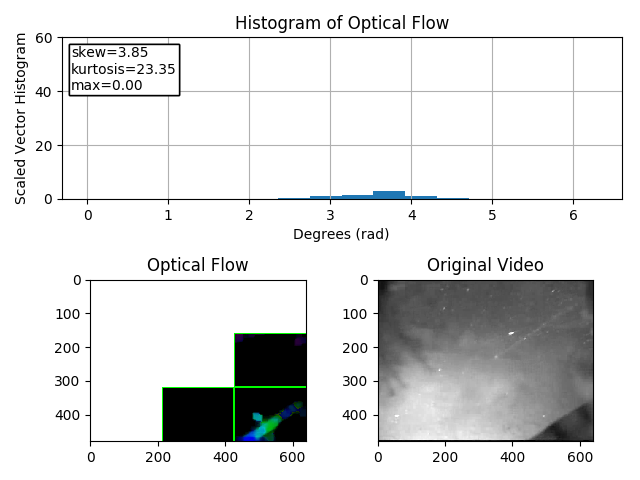 Histogram of Optical Flow
Scaled Vector Histogram
60
40
20
0
skew=3.85
kurtosis=23.35
max=0.00
0 1 2 3 4 5 6
Degrees (rad)
Optical Flow
0
100
200
300
400
0 200 400 600
Original Video
0
100
200
300
400
0 200 400 600